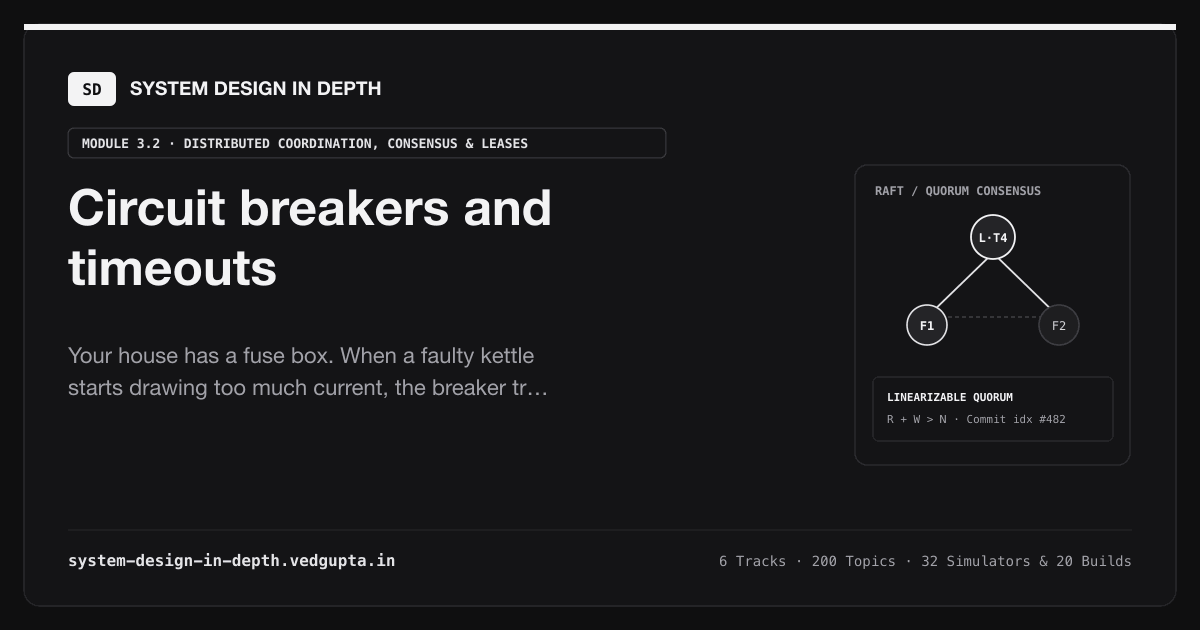 SD SYSTEM DESIGN IN DEPTH
MODULE 3.2 · DISTRIBUTED COORDINATION, CONSENSUS & LEASES
Circuit breakers and
timeouts
Your house has a fuse box. When a faulty kettle
starts drawing too much current, the breaker tr…
RAFT / QUORUM CONSENSUS
L·T4
F1
F2
LINEARIZABLE QUORUM
R + W > N · Commit idx #482
system-design-in-depth.vedgupta.in
6 Tracks · 200 Topics · 32 Simulators & 20 Builds